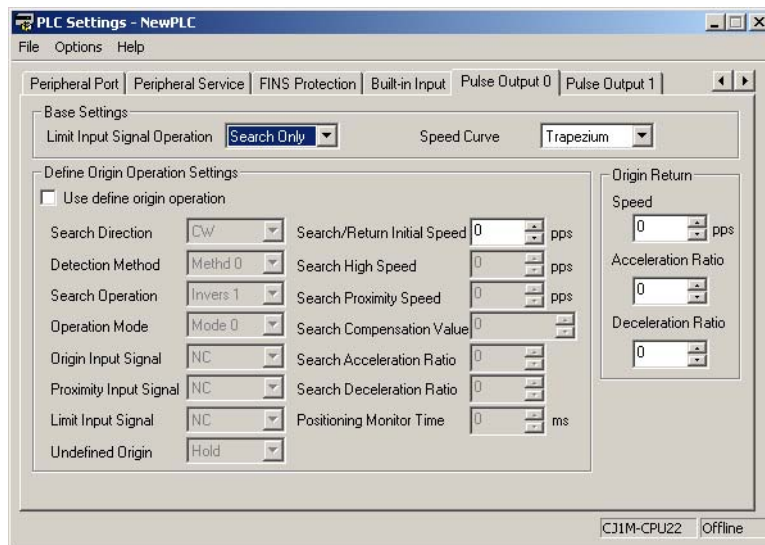 PLC Settings - NewPLC
File Options Help
Peripheral Port Peripheral Service FINS Protection Built-in Input Pulse Output 0 Pulse Output 1
Base Settings
Limit Input Signal Operation Search Only Speed Curve Trapezium
Define Origin Operation Settings
Use define origin operation
Search Direction CW Search/Return Initial Speed 0 pps
Detection Method Methd 0 Search High Speed 0 pps
Search Operation Invers 1 Search Proximity Speed 0 pps
Operation Mode Mode 0 Search Compensation Value 0
Origin Input Signal NC Search Acceleration Ratio 0
Proximity Input Signal NC Search Deceleration Ratio 0
Limit Input Signal NC Positioning Monitor Time 0 ms
Undefined Origin Hold
Origin Return
Speed
0 pps
Acceleration Ratio
0
Deceleration Ratio
0
CJ1M-CPU22 Offline